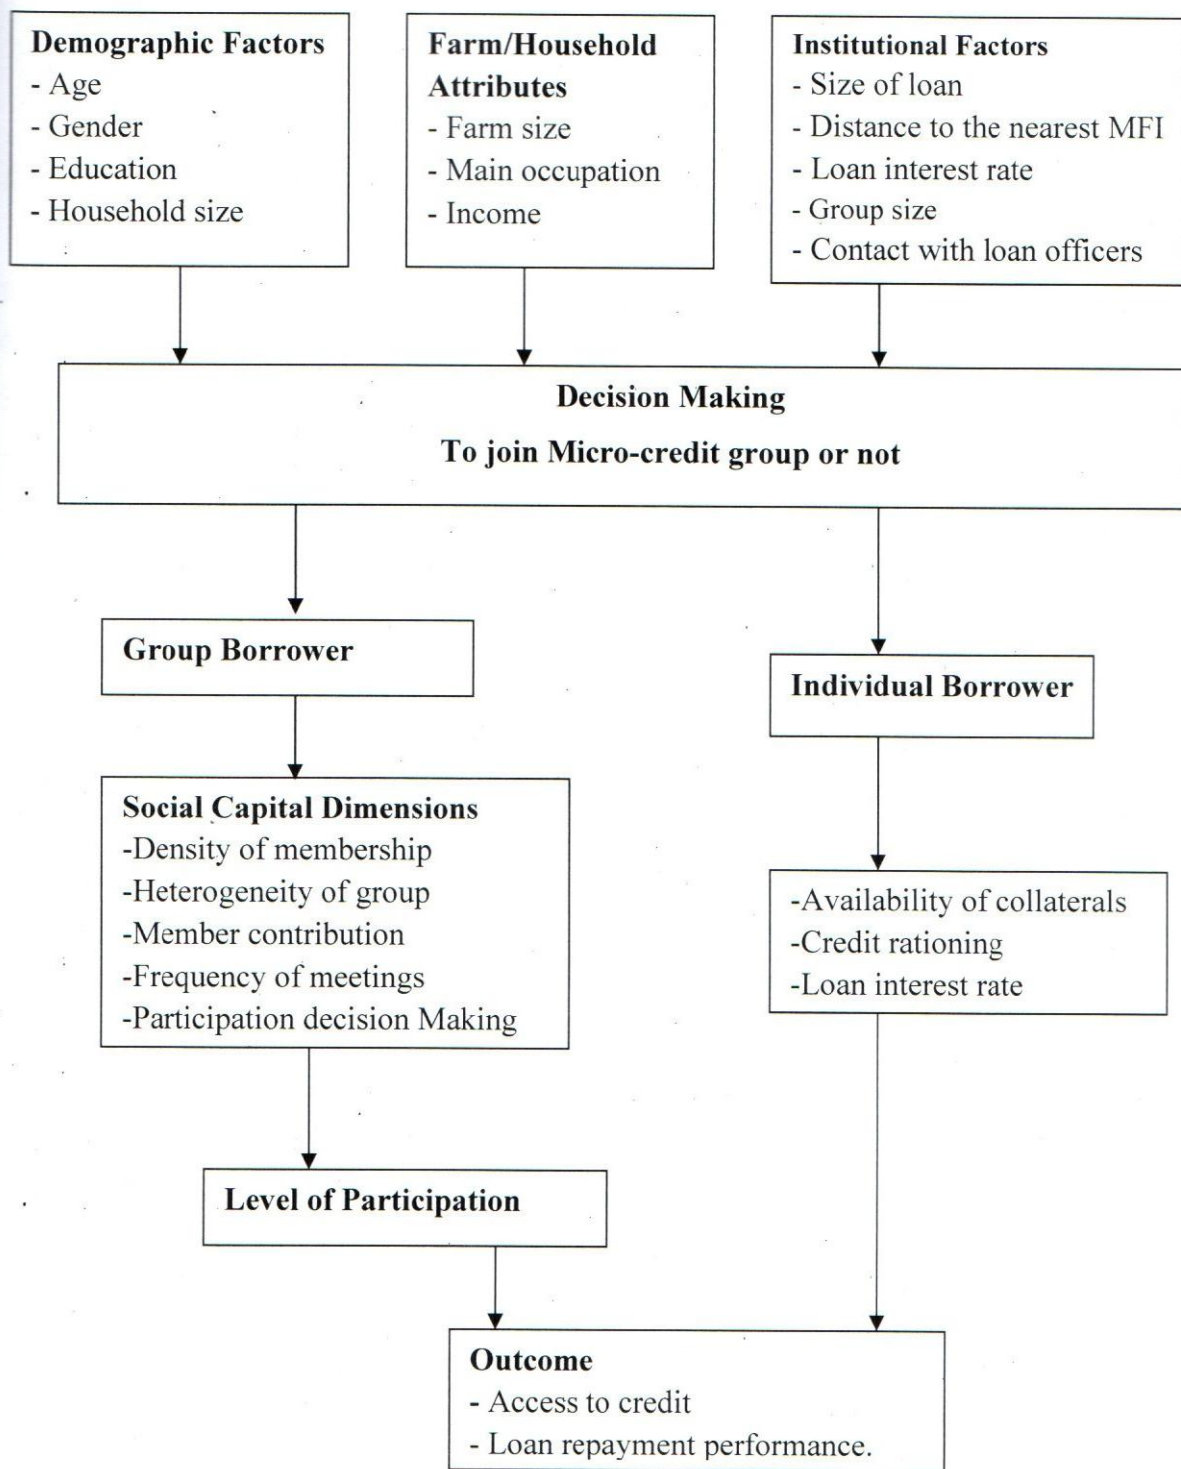 Demographic Factors
- Age
- Gender
- Education
- Household size
Farm/Household
Attributes
- Farm size
- Main occupation
- Income
Institutional Factors
- Size of loan
- Distance to the nearest MFI
- Loan interest rate
- Group size
- Contact with loan officers
Decision Making
To join Micro-credit group or not
Group Borrower
Individual Borrower
Social Capital Dimensions
-Density of membership
-Heterogeneity of group
-Member contribution
-Frequency of meetings
-Participation decision Making
-Availability of collaterals
-Credit rationing
-Loan interest rate
Level of Participation
Outcome
- Access to credit
- Loan repayment performance.